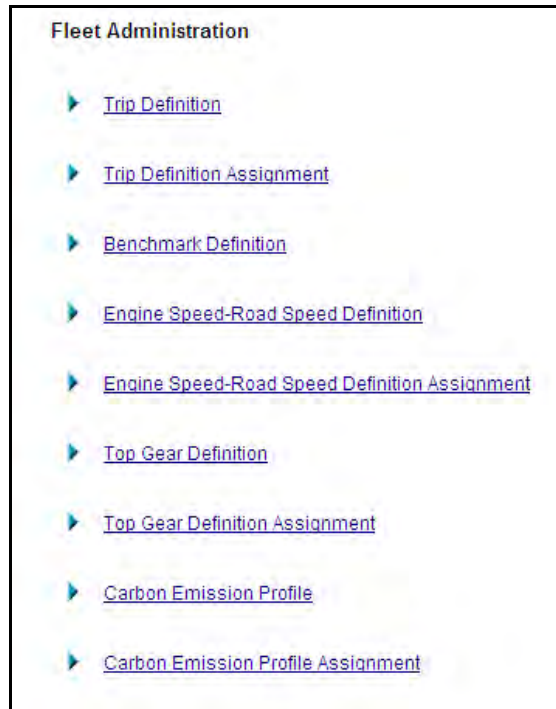 Fleet Administration
Trip Definition
Trip Definition Assignment
Benchmark Definition
Engine Speed-Road Speed Definition
Engine Speed-Road Speed Definition Assignment
Top Gear Definition
Top Gear Definition Assignment
Carbon Emission Profile
Carbon Emission Profile Assignment